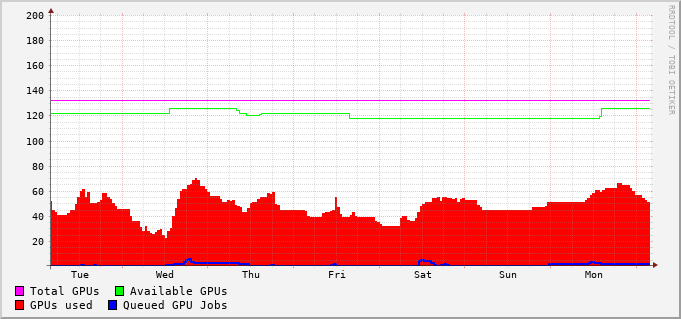 200
180
160
140
120
100
80
60
40
20
Tue Wed Thu Fri Sat Sun Mon
Total GPUs Available GPUs
GPUs used Queued GPU Jobs
RRDTOOL / TOBI OETIKER